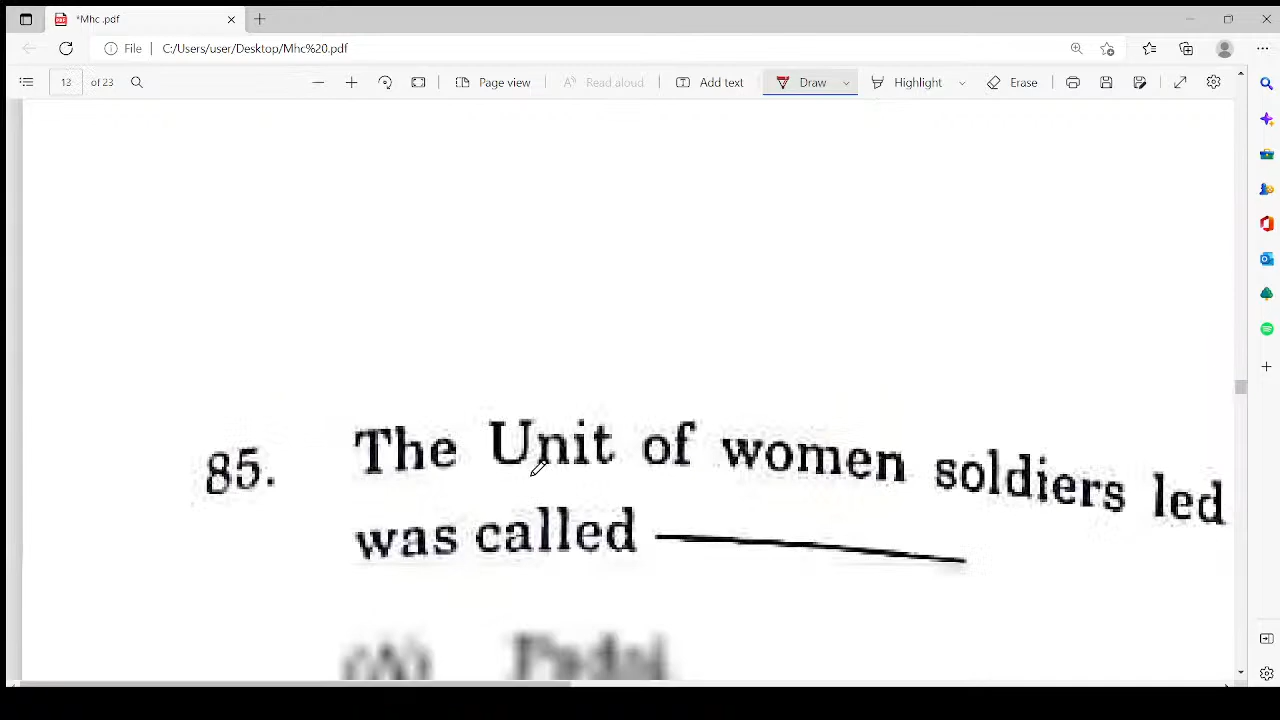 *Mhc .pdf
File | C:/Users/user/Desktop/Mhc%20.pdf
13 of 23 Page view Read aloud Add text Draw Highlight Erase
85. The Unit of women soldiers led
was called
(A) Padai